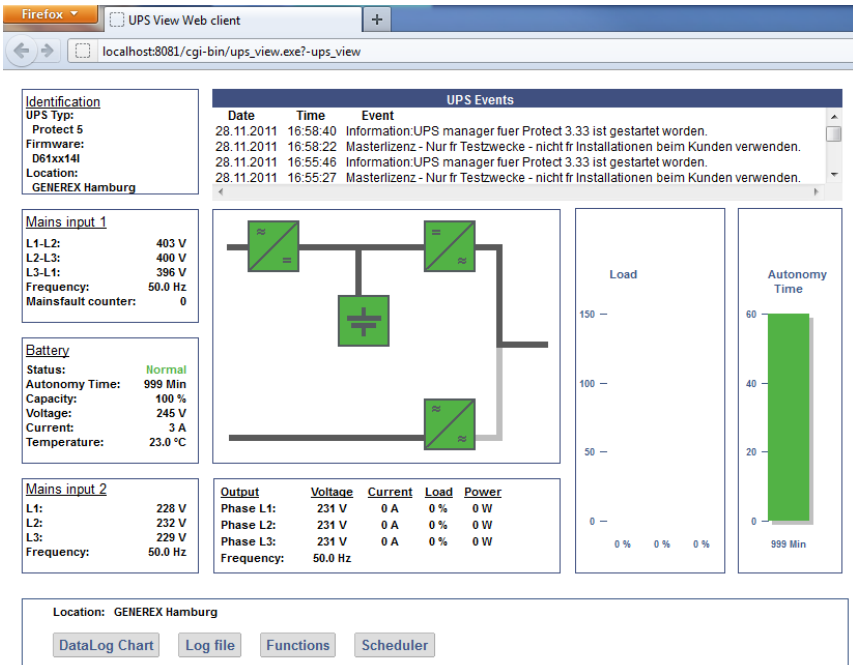 Firefox
UPS View Web client
+
localhost:8081/cgi-bin/ups_view.exe?-ups_view
Identification
UPS Typ:
Protect 5
Firmware:
D61xx14I
Location:
GENEREX Hamburg
UPS Events
Date Time Event
28.11.2011 16:58:40 Information:UPS manager fuer Protect 3.33 ist gestartet worden.
28.11.2011 16:58:22 Masterlizenz - Nur fr Testzwecke - nicht fr Installationen beim Kunden verwenden.
28.11.2011 16:55:46 Information:UPS manager fuer Protect 3.33 ist gestartet worden.
28.11.2011 16:55:27 Masterlizenz - Nur fr Testzwecke - nicht fr Installationen beim Kunden verwenden.
Mains input 1
L1-L2: 403 V
L2-L3: 400 V
L3-L1: 396 V
Frequency: 50.0 Hz
Mainsfault counter: 0
Battery
Status: Normal
Autonomy Time: 999 Min
Capacity: 100 %
Voltage: 245 V
Current: 3 A
Temperature: 23.0 °C
Mains input 2
L1: 228 V
L2: 232 V
L3: 229 V
Frequency: 50.0 Hz
≈ =
= ≈
≈ ≈
Output Voltage Current Load Power
Phase L1: 231 V 0 A 0 % 0 W
Phase L2: 231 V 0 A 0 % 0 W
Phase L3: 231 V 0 A 0 % 0 W
Frequency: 50.0 Hz
Load
150
100
50
0
0 % 0 % 0 %
Autonomy
Time
60
40
20
0
999 Min
Location: GENEREX Hamburg
DataLog Chart Log file Functions Scheduler